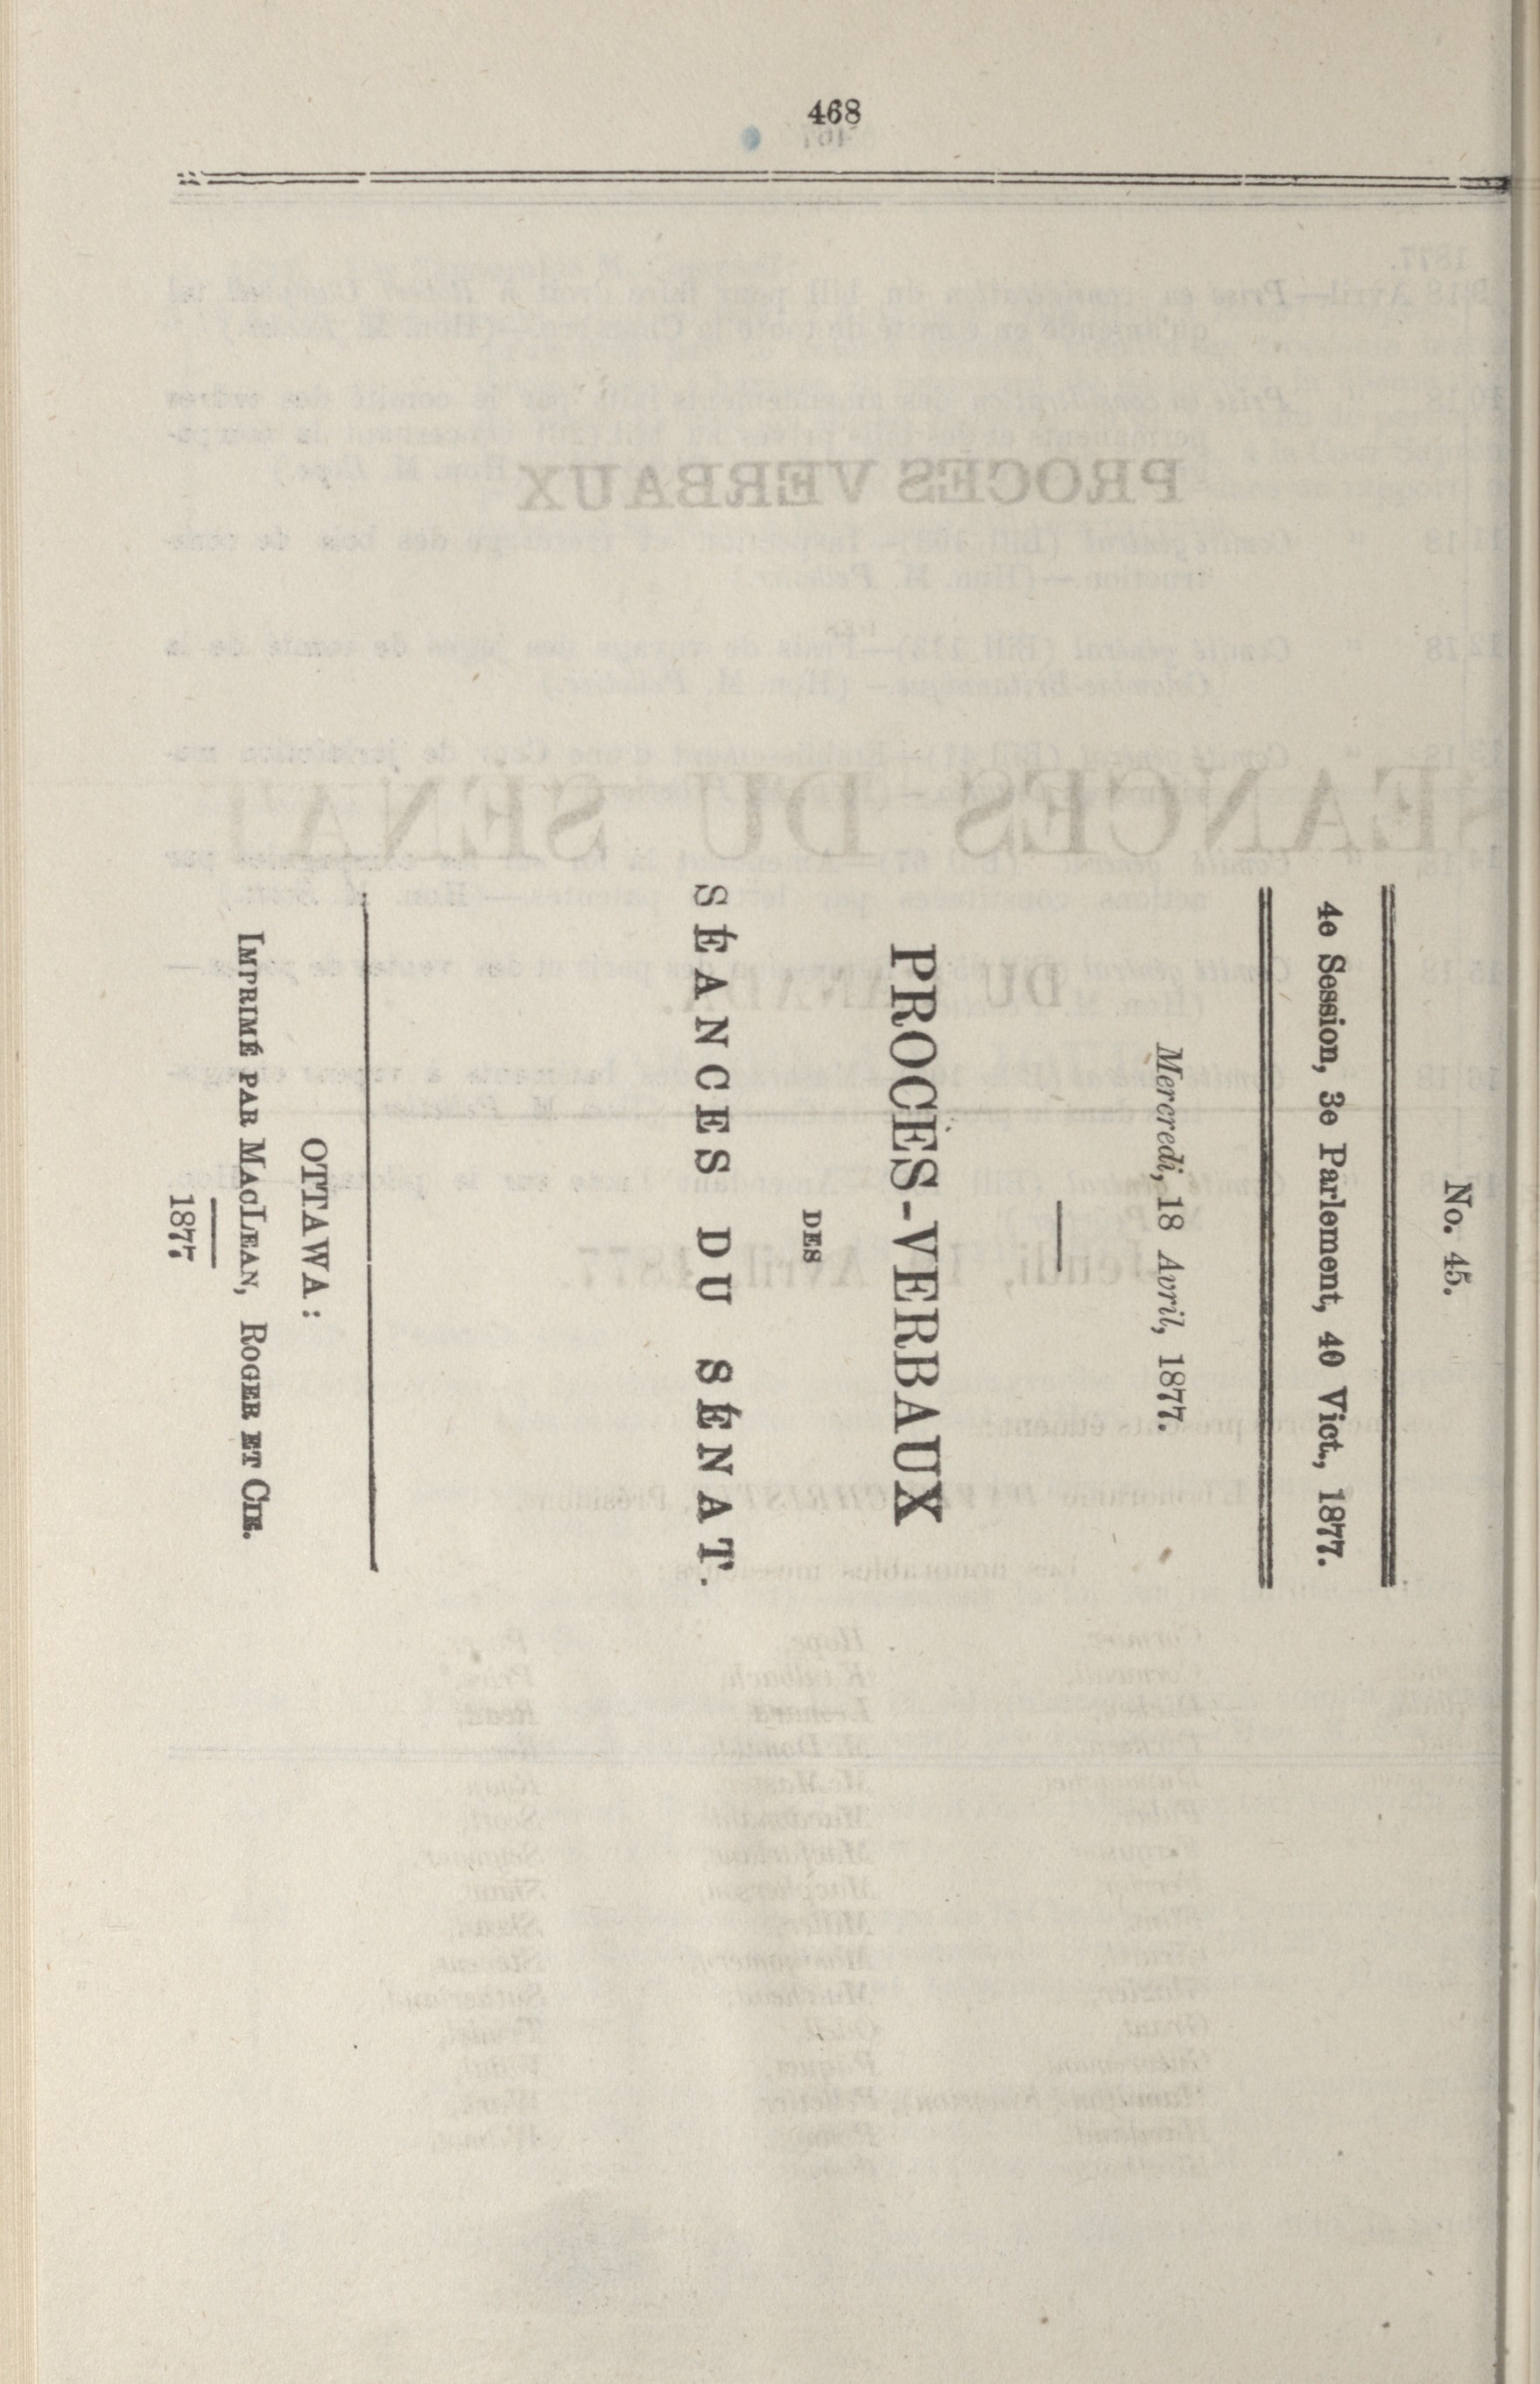 468
No. 45.
4e Session, 3e Parlement, 40 Vict., 1877.
Mercredi, 18 Avril, 1877.
PROCÈS-VERBAUX
DES
SÉANCES DU SÉNAT.
OTTAWA :
IMPRIMÉ PAR MACLEAN, ROGER ET CIE.
1877